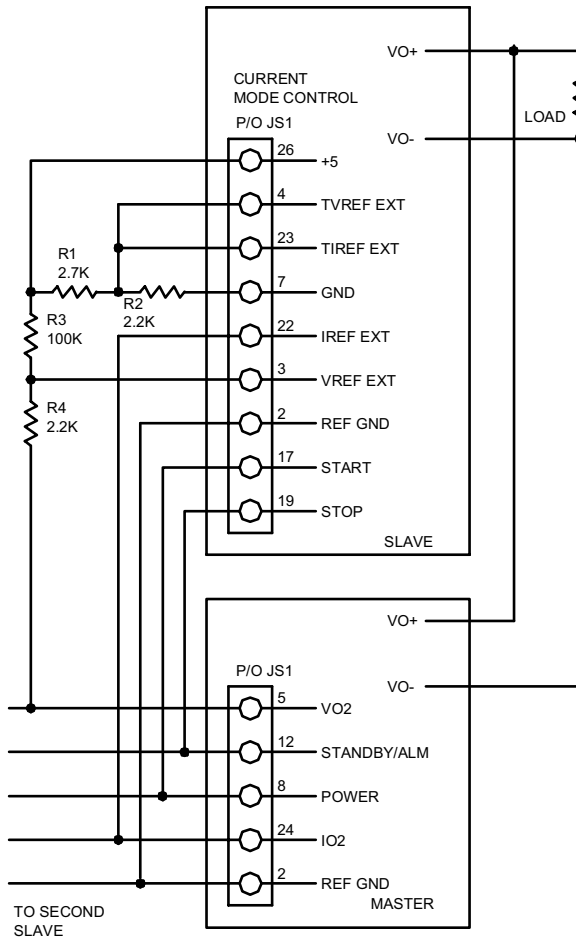 VO+
CURRENT
MODE CONTROL
LOAD
P/O JS1
VO-
26
+5
4
TVREF EXT
23
TIREF EXT
R1
2.7K
7
GND
R2
2.2K
R3
100K
22
IREF EXT
3
VREF EXT
R4
2.2K
2
REF GND
17
START
19
STOP
SLAVE
VO+
P/O JS1
VO-
5
VO2
12
STANDBY/ALM
8
POWER
24
IO2
2
REF GND
MASTER
TO SECOND
SLAVE